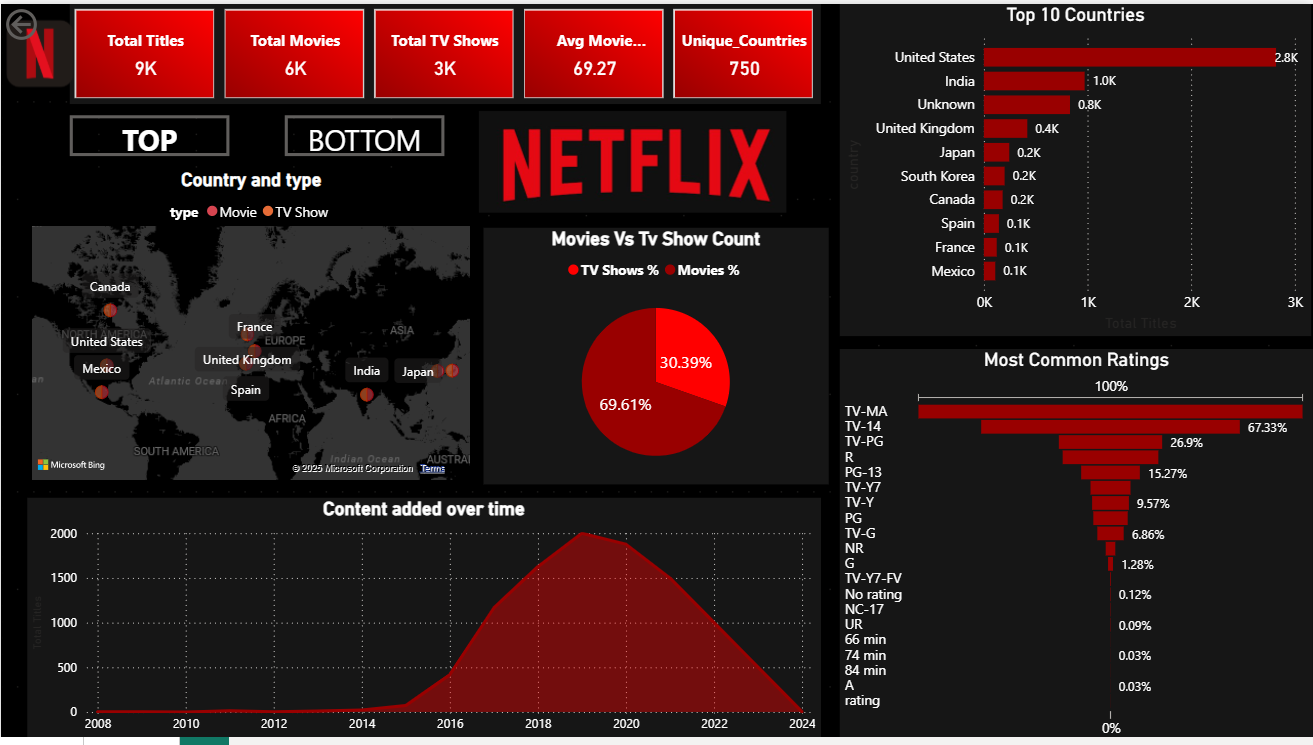 N
Total Titles
9K
Total Movies
6K
Total TV Shows
3K
Avg Movie...
69.27
Unique_Countries
750
TOP
BOTTOM
NETFLIX
Country and type
type Movie TV Show
Canada
NORTH AMERICA
United States
Mexico
Atlantic Ocean
France
EUROPE
United Kingdom
Spain
ASIA
India
Japan
AFRICA
SOUTH AMERICA
Indian Ocean
AUSTRA
Microsoft Bing
© 2025 Microsoft Corporation Terms
Movies Vs Tv Show Count
TV Shows % Movies %
30.39%
69.61%
Content added over time
Total Titles
2000
1500
1000
500
0
2008 2010 2012 2014 2016 2018 2020 2022 2024
Top 10 Countries
country
United States 2.8K
India 1.0K
Unknown 0.8K
United Kingdom 0.4K
Japan 0.2K
South Korea 0.2K
Canada 0.2K
Spain 0.1K
France 0.1K
Mexico 0.1K
0K 1K 2K 3K
Total Titles
Most Common Ratings
100%
TV-MA
TV-14 67.33%
TV-PG 26.9%
R
PG-13 15.27%
TV-Y7
TV-Y 9.57%
PG
TV-G 6.86%
NR
G 1.28%
TV-Y7-FV
No rating 0.12%
NC-17
UR 0.09%
66 min
74 min 0.03%
84 min
A 0.03%
rating
0%